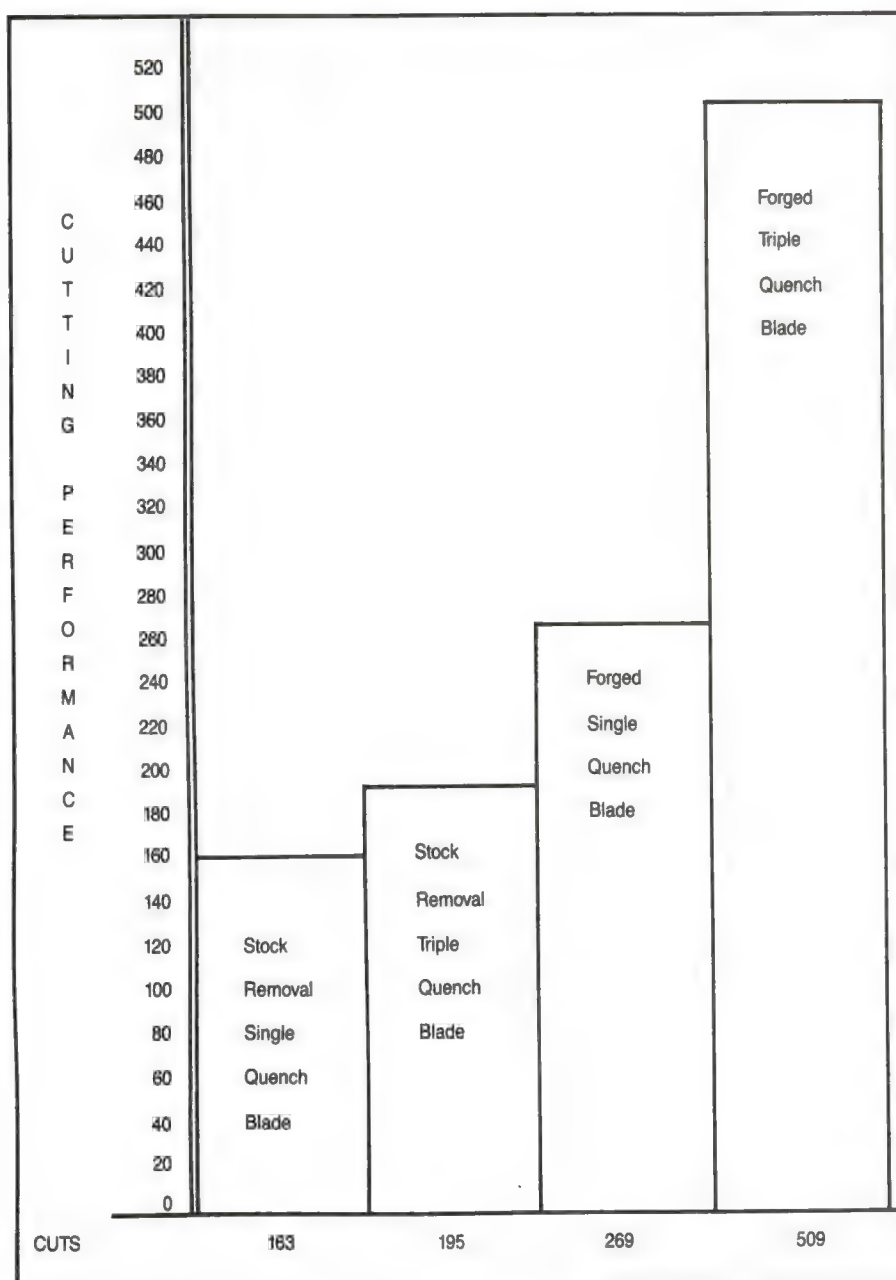 CUTTING PERFORMANCE
520
500
480
460
440
420
400
380
360
340
320
300
280
260
240
220
200
180
160
140
120
100
80
60
40
20
0
Stock
Removal
Single
Quench
Blade
Stock
Removal
Triple
Quench
Blade
Forged
Single
Quench
Blade
Forged
Triple
Quench
Blade
CUTS 163 195 269 509